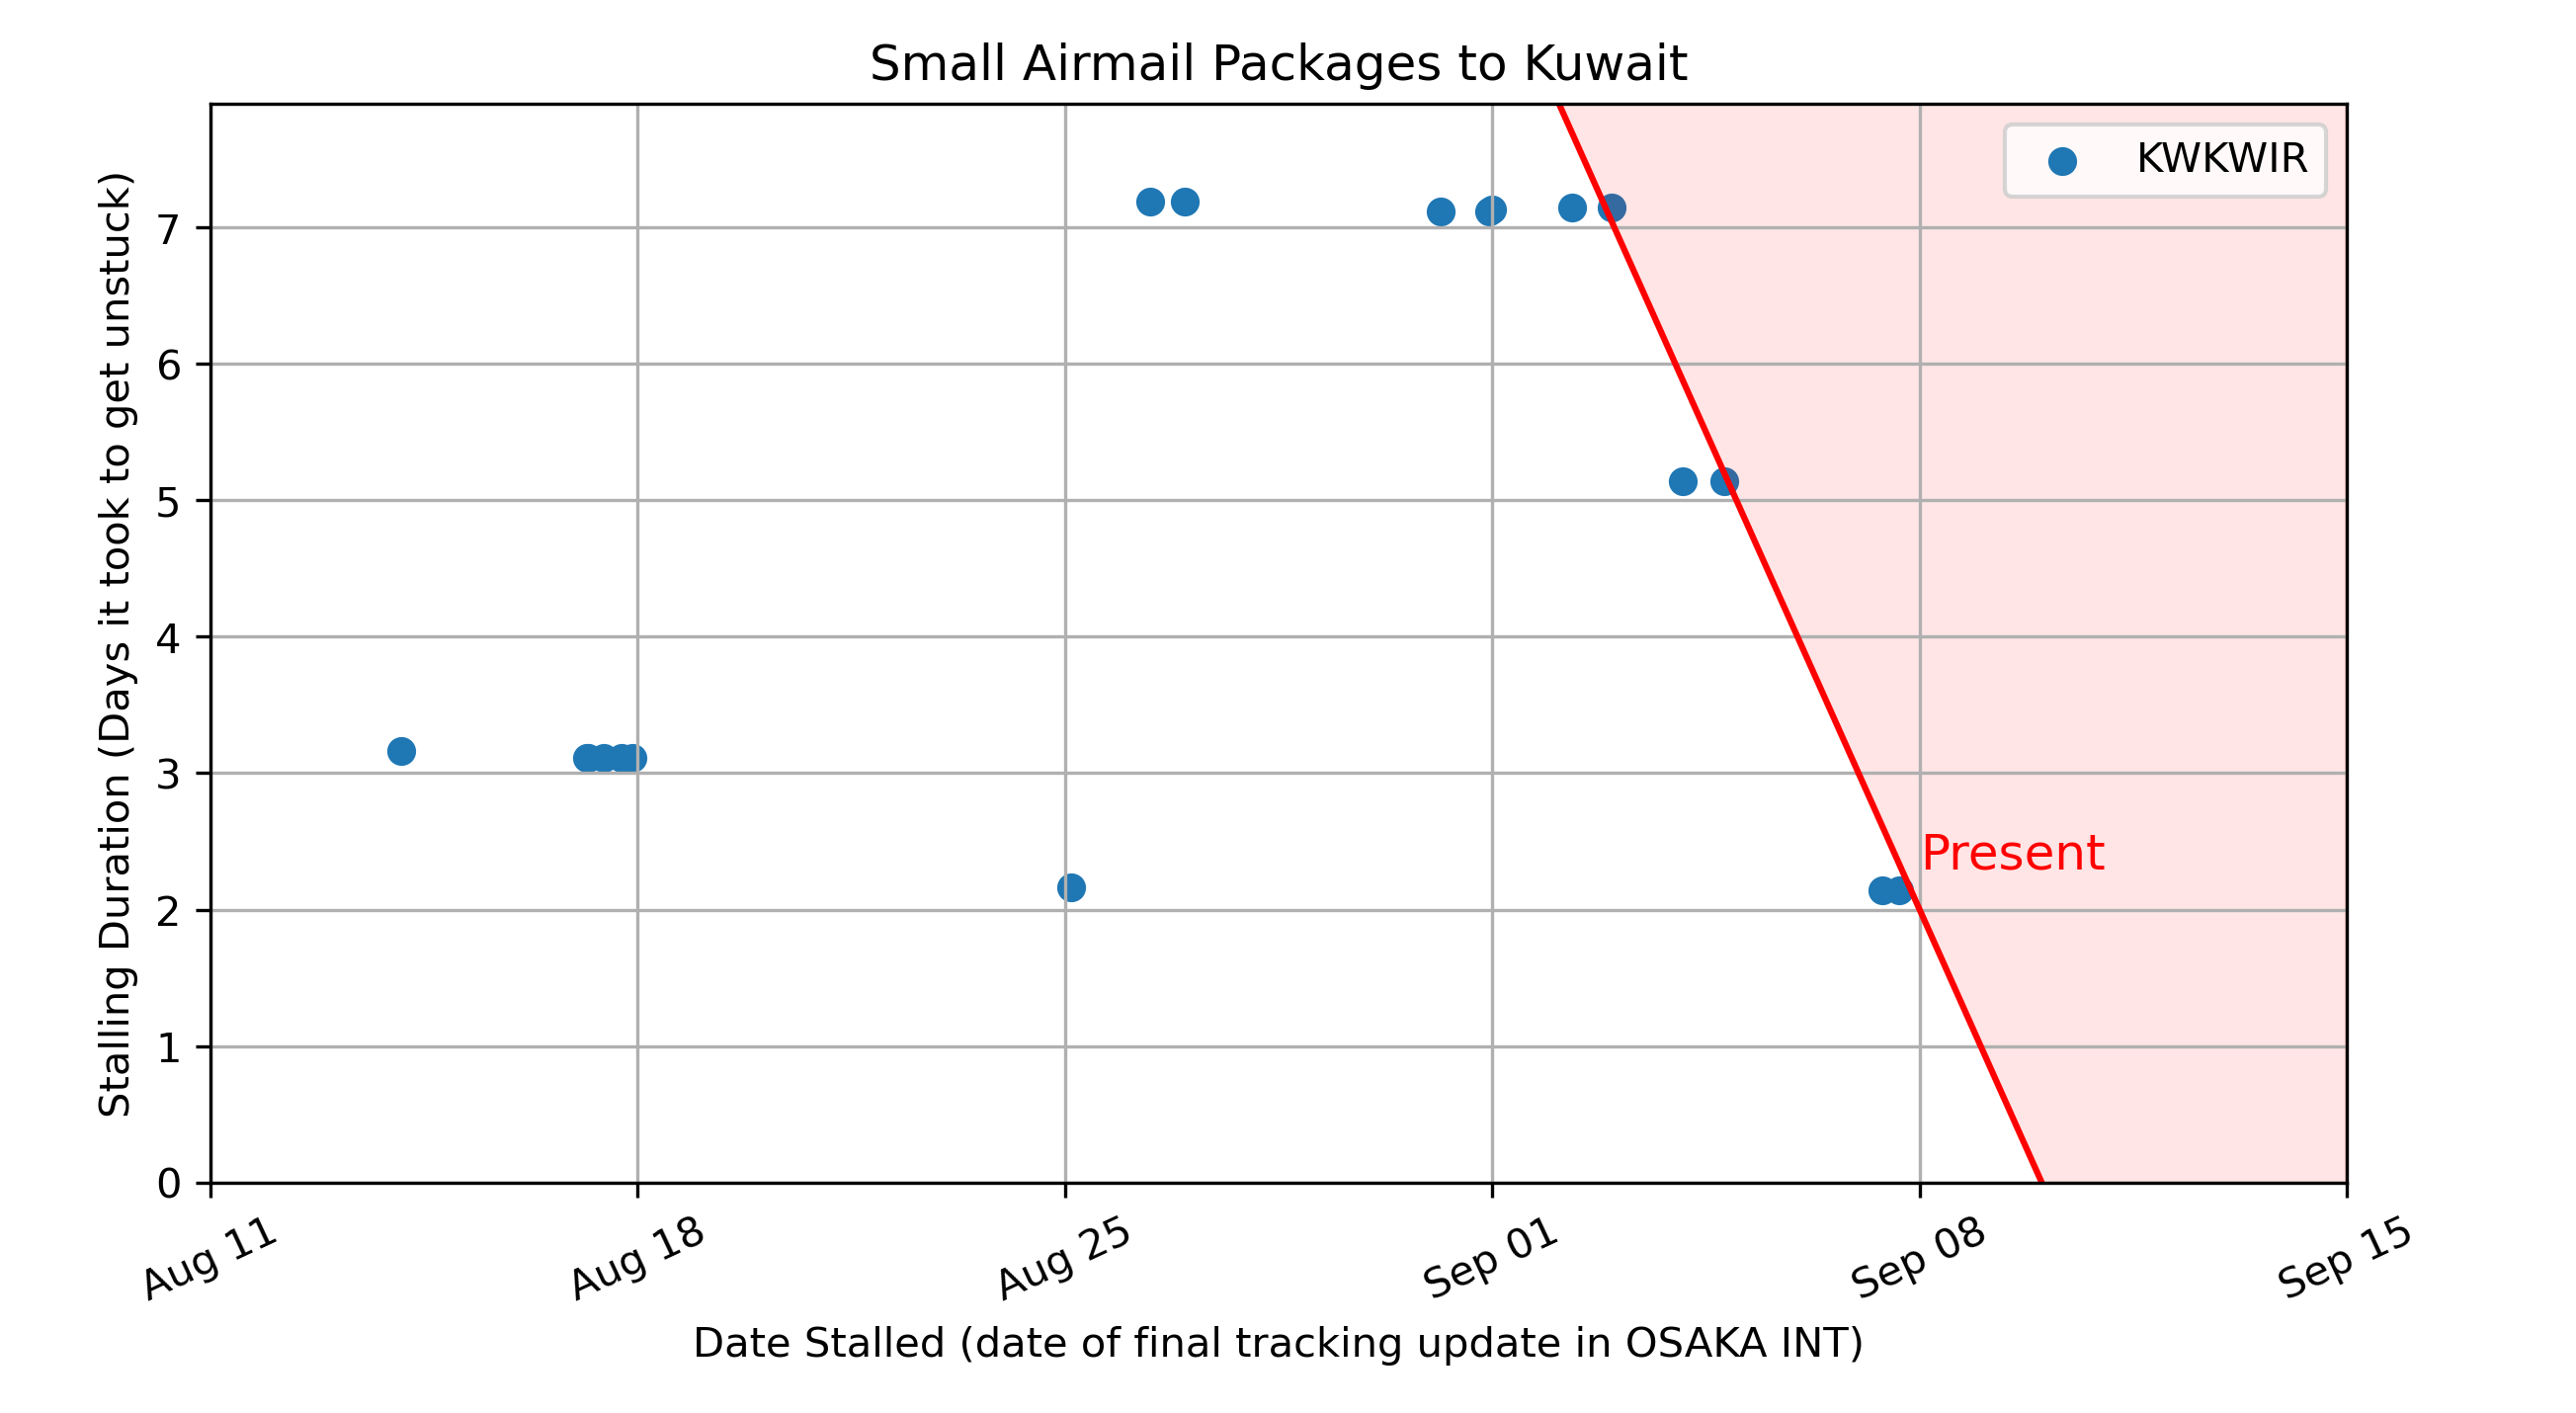 Small Airmail Packages to Kuwait
KWKWIR
Stalling Duration (Days it took to get unstuck)
7
6
5
4
3
2
1
0
Present
Aug 11
Aug 18
Aug 25
Sep 01
Sep 08
Sep 15
Date Stalled (date of final tracking update in OSAKA INT)